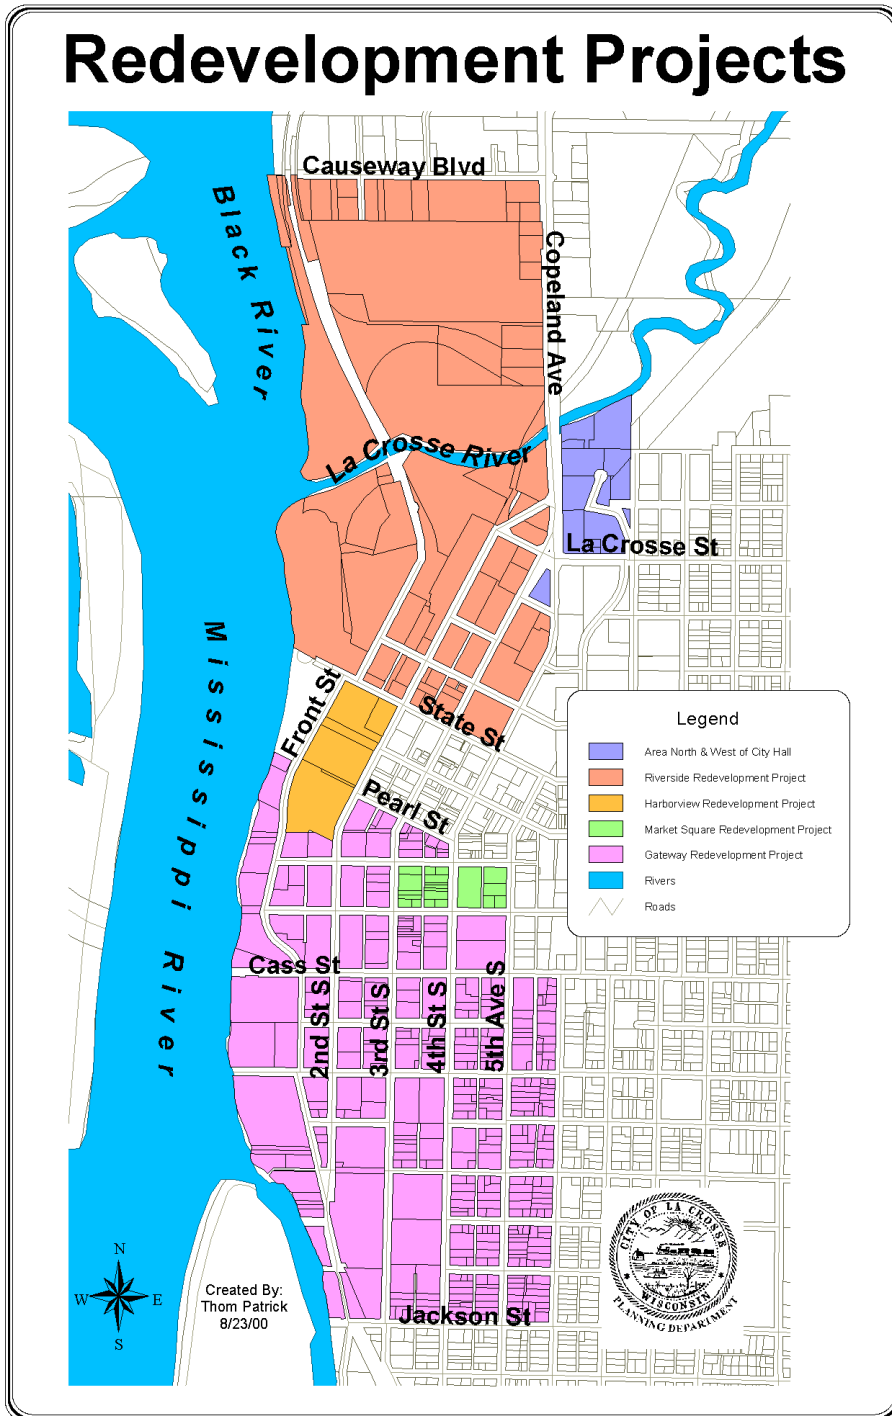 Redevelopment Projects
Causeway Blvd
Black River
Copeland Ave
La Crosse River
La Crosse St
Mississippi River
Front St
State St
Pearl St
Legend
Area North & West of City Hall
Riverside Redevelopment Project
Harborview Redevelopment Project
Market Square Redevelopment Project
Gateway Redevelopment Project
Rivers
Roads
Cass St
2nd St S
3rd St S
4th St S
5th Ave S
N
W
E
S
Created By:
Thom Patrick
8/23/00
Jackson St
CITY OF LA CROSSE
WISCONSIN
PLANNING DEPARTMENT